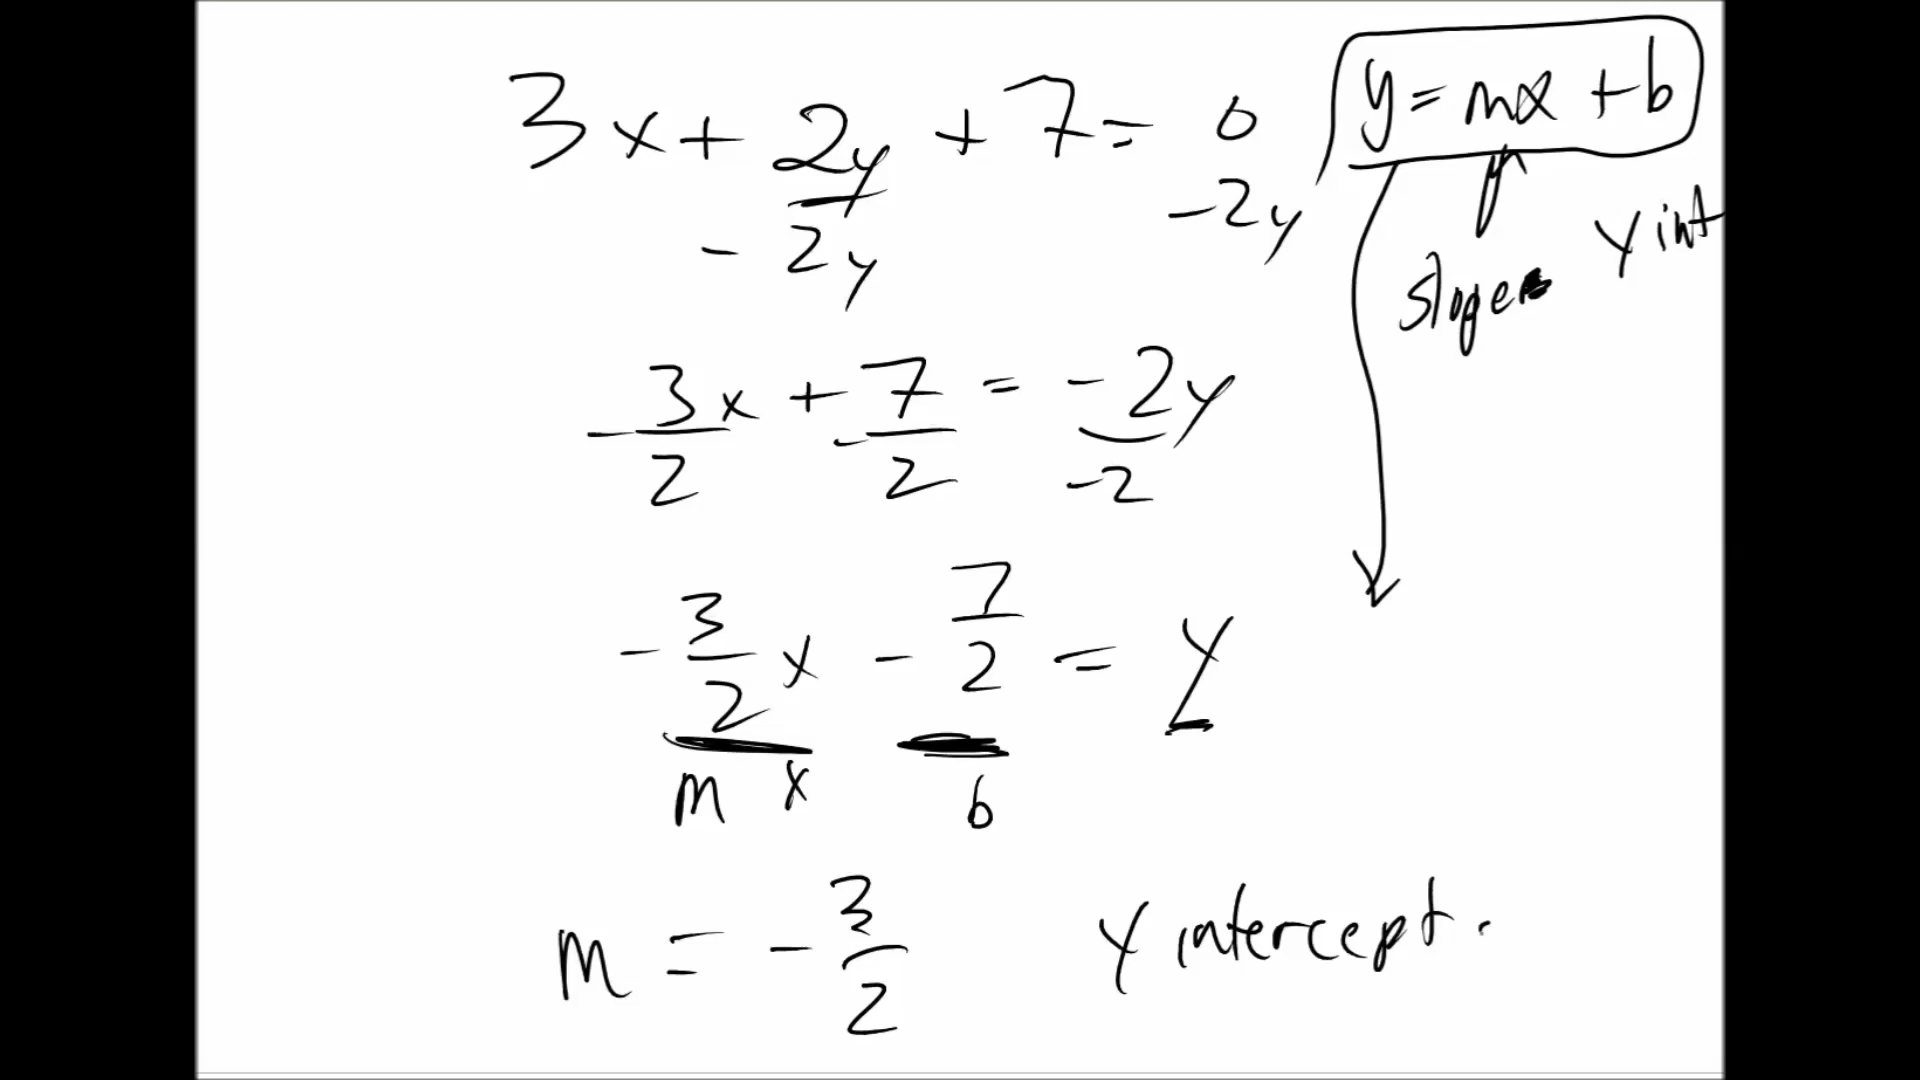 3x + 2y + 7 = 0
y = mx + b
- 2y -2y
slope
y int
3x + 7 = -2y
-2 -2 -2
- 3/2 x - 7/2 = y
m x b
m = - 3/2
y intercept.